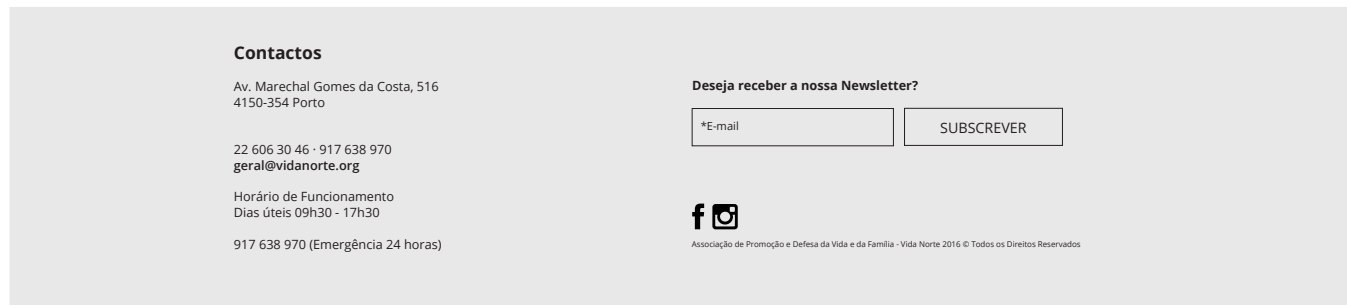 Contactos
Av. Marechal Gomes da Costa, 516
4150-354 Porto
22 606 30 46 · 917 638 970
geral@vidanorte.org
Horário de Funcionamento
Dias úteis 09h30 - 17h30
917 638 970 (Emergência 24 horas)
Deseja receber a nossa Newsletter?
*E-mail
SUBSCREVER
Associação de Promoção e Defesa da Vida e da Família - Vida Norte 2016 © Todos os Direitos Reservados